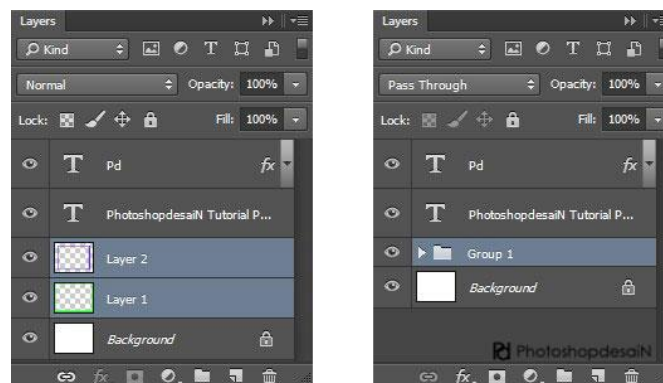 Layers
Kind
Normal
Opacity: 100%
Lock:
Fill: 100%
T Pd fx
T PhotoshopdesaiN Tutorial P...
Layer 2
Layer 1
Background
fx
Layers
Kind
Pass Through
Opacity: 100%
Lock:
Fill: 100%
T Pd fx
T PhotoshopdesaiN Tutorial P...
Group 1
Background
PhotoshopdesaiN
fx